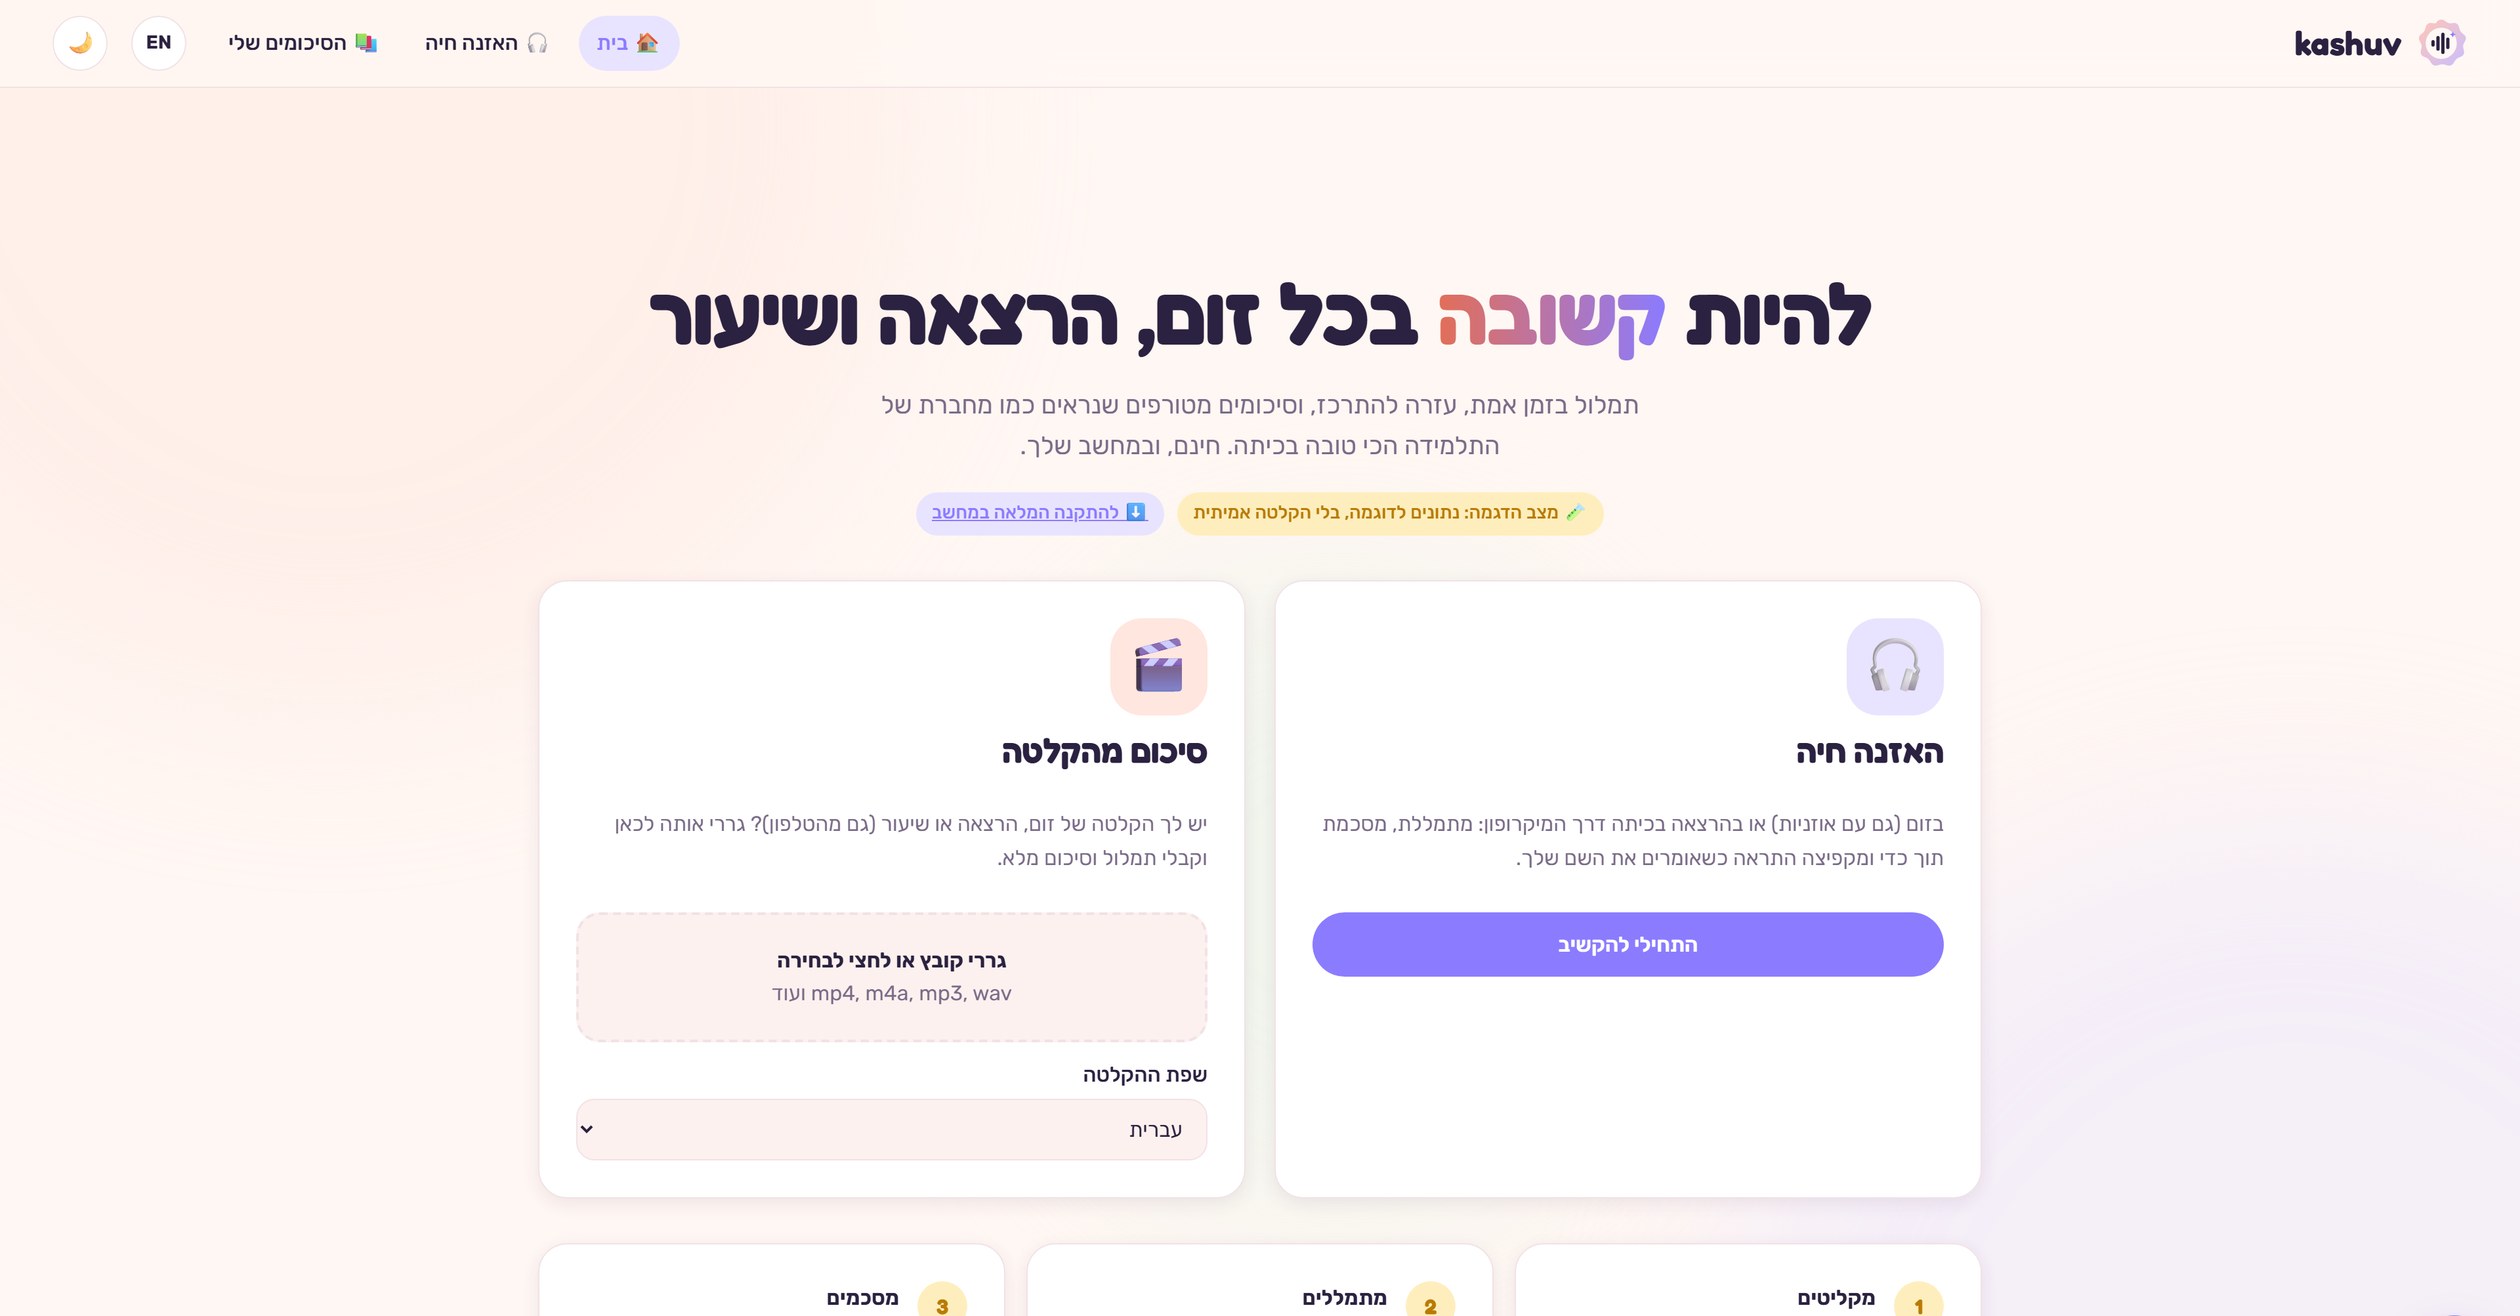 kashuv
בית
האזנה חיה
הסיכומים שלי
EN
להיות קשובה בכל זום, הרצאה ושיעור
תמלול בזמן אמת, עזרה להתרכז, וסיכומים מטורפים שנראים כמו מחברת של
התלמידה הכי טובה בכיתה. חינם, ובמחשב שלך.
מצב הדגמה: נתונים לדוגמה, בלי הקלטה אמיתית
להתקנה המלאה במחשב
האזנה חיה
בזום (גם עם אוזניות) או בהרצאה בכיתה דרך המיקרופון: מתמללת, מסכמת
תוך כדי ומקפיצה התראה כשאומרים את השם שלך.
התחילי להקשיב
סיכום מהקלטה
יש לך הקלטה של זום, הרצאה או שיעור (גם מהטלפון)? גררי אותה לכאן
וקבלי תמלול וסיכום מלא.
גררי קובץ או לחצי לבחירה
mp4, m4a, mp3, wav ועוד
שפת ההקלטה
עברית
1 מקליטים
2 מתמללים
3 מסכמים